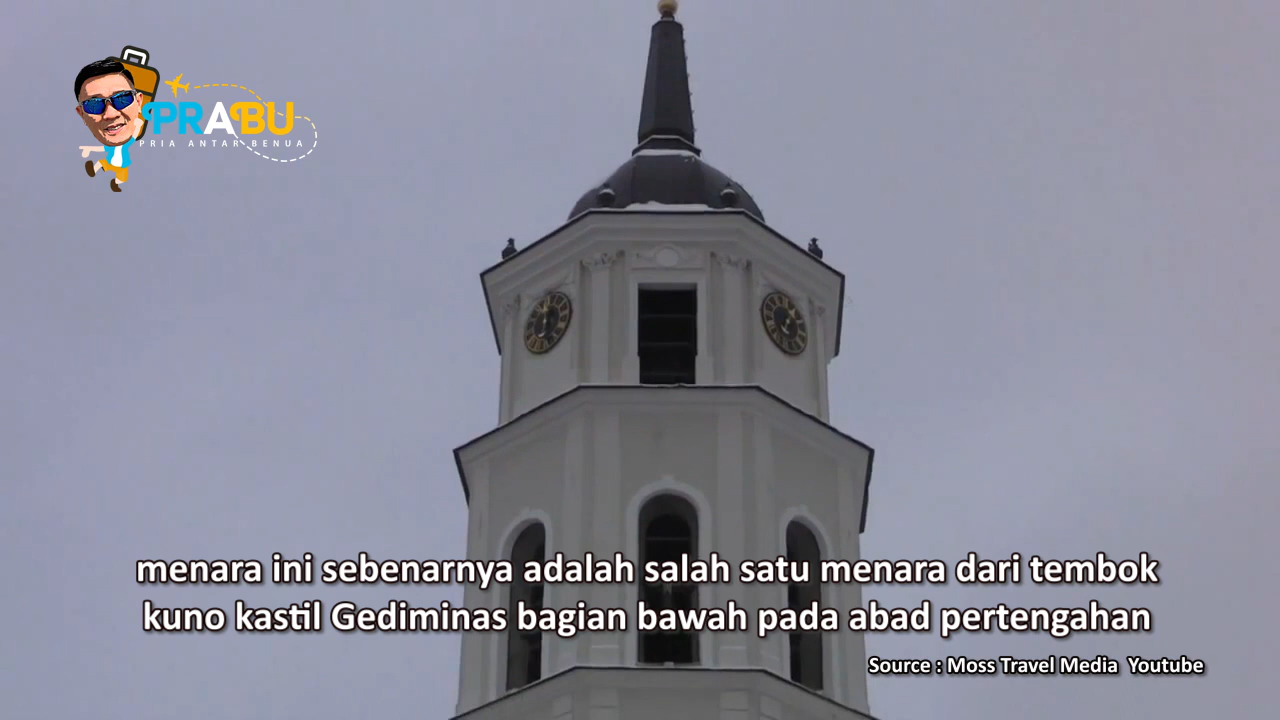 PRABU
PRIA ANTAR BENUA
menara ini sebenarnya adalah salah satu menara dari tembok
kuno kastil Gediminas bagian bawah pada abad pertengahan
Source : Moss Travel Media Youtube